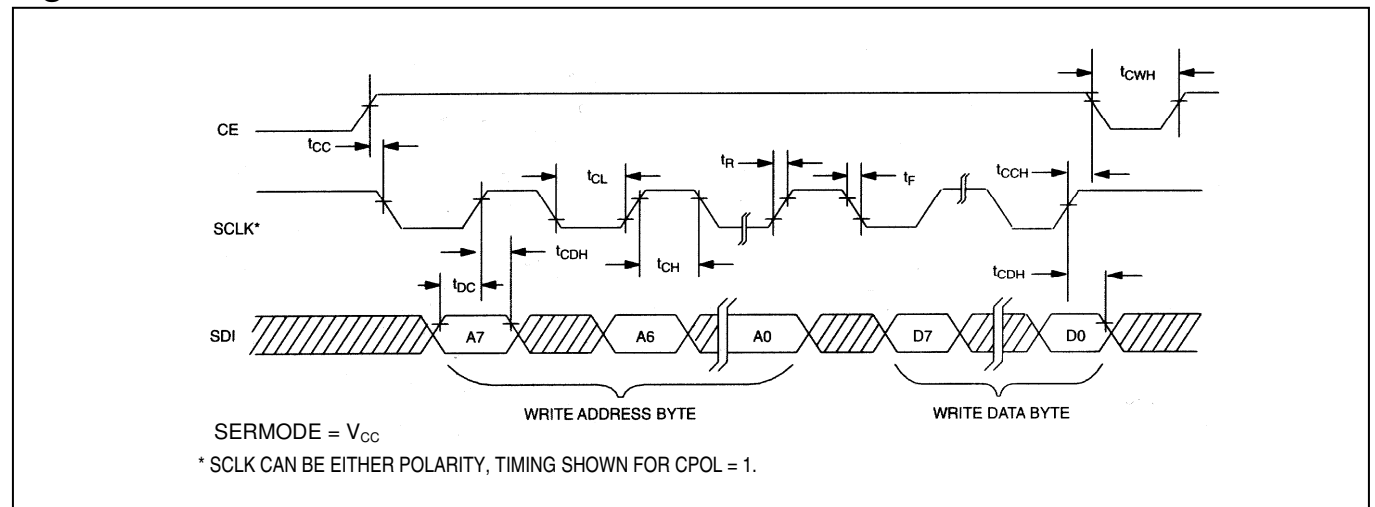 tCWH
CE
tCC
tCL
tR
tF
tCCH
SCLK*
tCDH
tCH
tCDH
tDC
SDI
A7
A6
A0
D7
D0
WRITE ADDRESS BYTE
WRITE DATA BYTE
SERMODE = VCC
* SCLK CAN BE EITHER POLARITY, TIMING SHOWN FOR CPOL = 1.